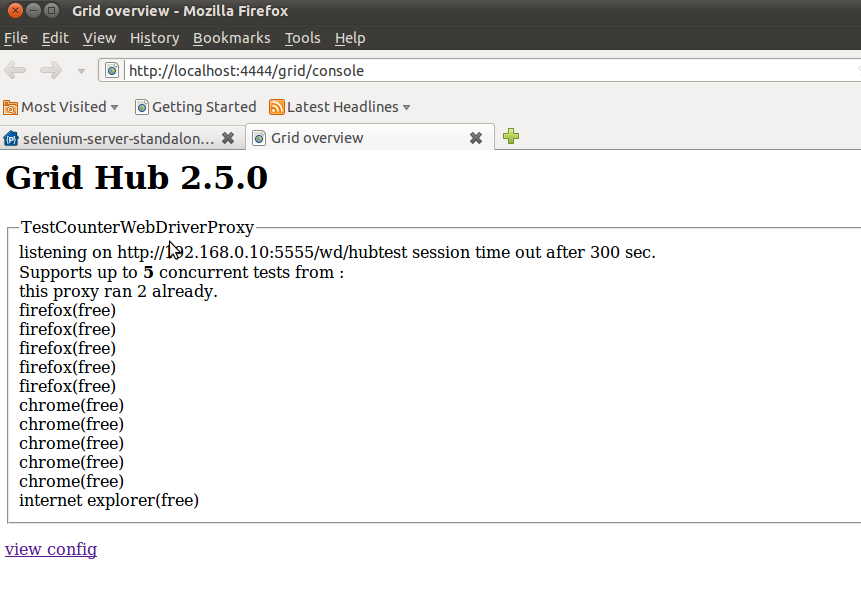 Grid overview - Mozilla Firefox
File Edit View History Bookmarks Tools Help
http://localhost:4444/grid/console
Most Visited Getting Started Latest Headlines
selenium-server-standalon... Grid overview
Grid Hub 2.5.0
TestCounterWebDriverProxy
listening on http://192.168.0.10:5555/wd/hubtest session time out after 300 sec.
Supports up to 5 concurrent tests from :
this proxy ran 2 already.
firefox(free)
firefox(free)
firefox(free)
firefox(free)
firefox(free)
chrome(free)
chrome(free)
chrome(free)
chrome(free)
chrome(free)
internet explorer(free)
view config